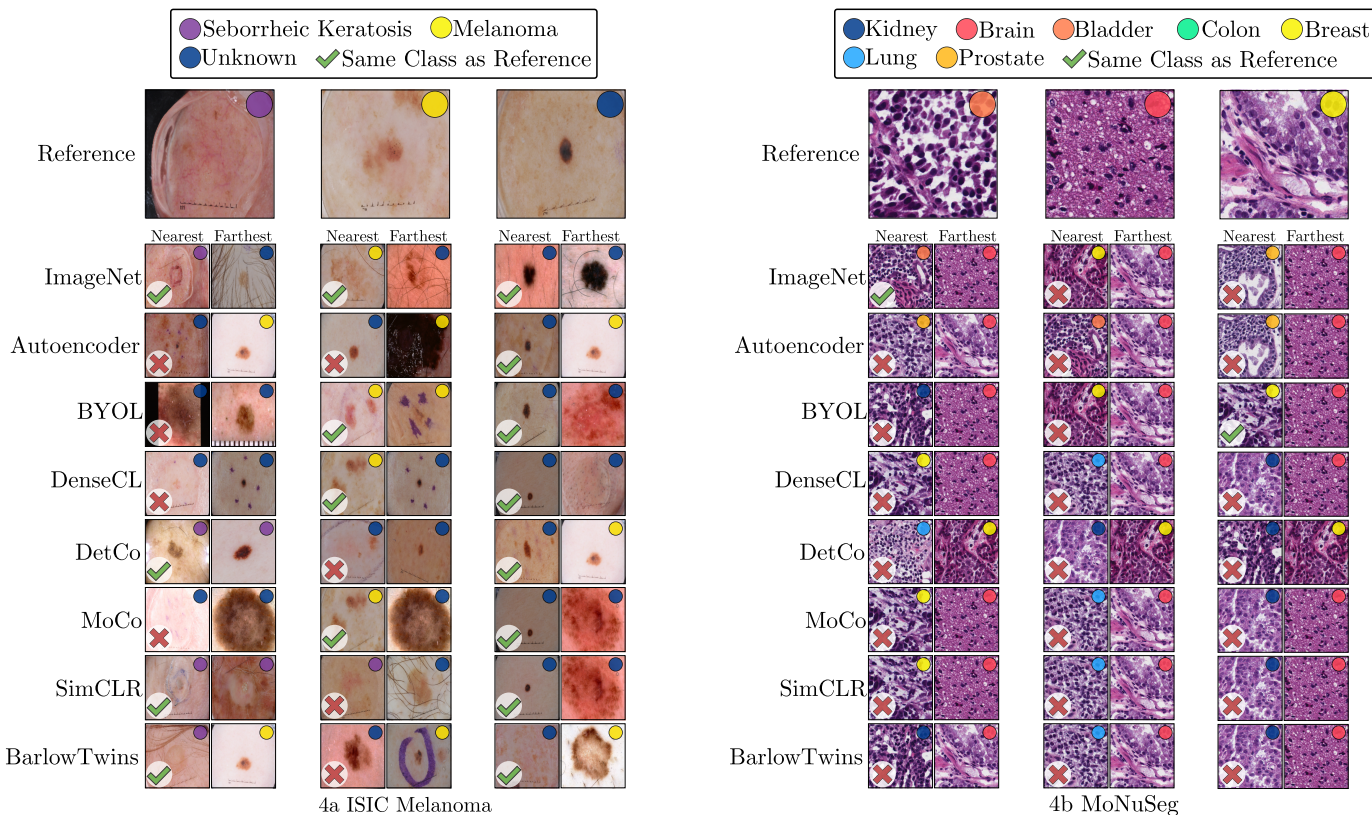 Seborrheic Keratosis Melanoma
Unknown Same Class as Reference
Reference
Nearest Farthest Nearest Farthest Nearest Farthest
ImageNet
Autoencoder
BYOL
DenseCL
DetCo
MoCo
SimCLR
BarlowTwins
4a ISIC Melanoma
Kidney Brain Bladder Colon Breast
Lung Prostate Same Class as Reference
Reference
Nearest Farthest Nearest Farthest Nearest Farthest
ImageNet
Autoencoder
BYOL
DenseCL
DetCo
MoCo
SimCLR
BarlowTwins
4b MoNuSeg